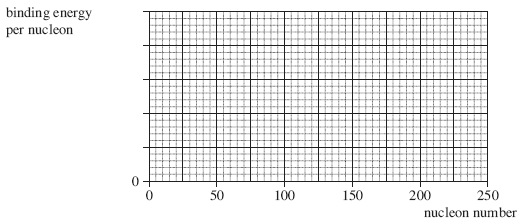 binding energy
per nucleon
0
0 50 100 150 200 250
nucleon number